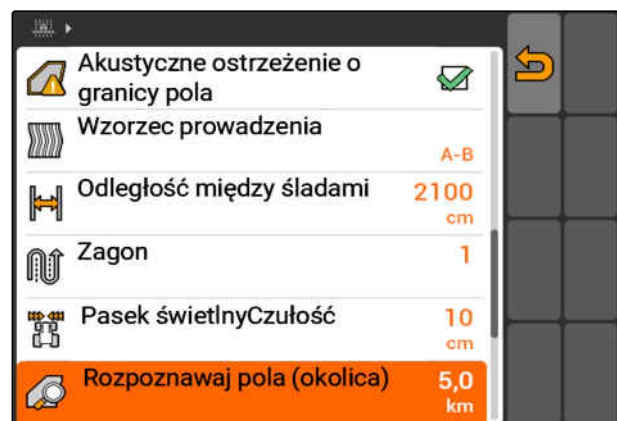 Akustyczne ostrzeżenie o
granicy pola
Wzorzec prowadzenia
A-B
Odległość między śladami 2100
cm
Zagon 1
Pasek świetlnyCzułość 10
cm
Rozpoznawaj pola (okolica) 5,0
km